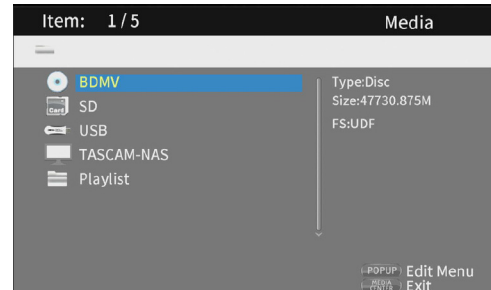 Item: 1/5
Media
BDMV
SD
USB
TASCAM-NAS
Playlist
Type:Disc
Size:47730.875M
FS:UDF
POPUP Edit Menu
MEDIA CENTER Exit
Card